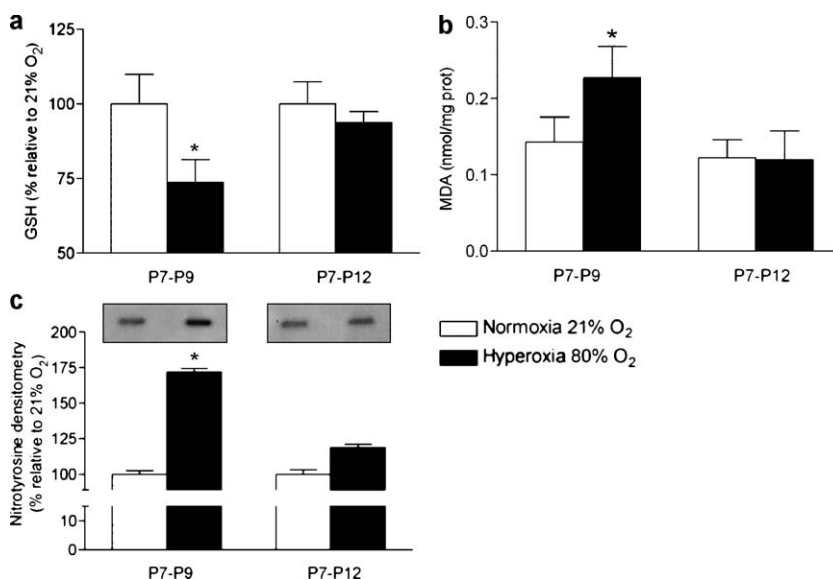 a
GSH (% relative to 21% O₂)
125
100
75
50
*
P7-P9
P7-P12
b
MDA (nmol/mg prot)
0.3
0.2
0.1
0.0
*
P7-P9
P7-P12
c
Nitrotyrosine densitometry
(% relative to 21% O₂)
200
175
150
125
100
25
0
*
P7-P9
P7-P12
Normoxia 21% O₂
Hyperoxia 80% O₂